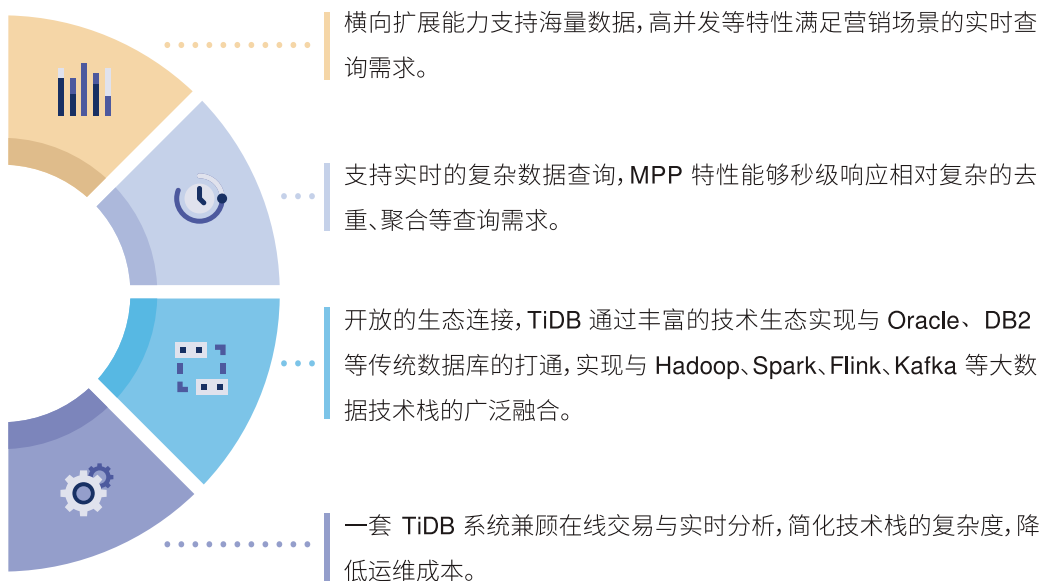 横向扩展能力支持海量数据,高并发等特性满足营销场景的实时查
询需求。
支持实时的复杂数据查询,MPP 特性能够秒级响应相对复杂的去
重、聚合等查询需求。
开放的生态连接,TiDB 通过丰富的技术生态实现与 Oracle、DB2
等传统数据库的打通,实现与 Hadoop、Spark、Flink、Kafka 等大数
据技术栈的广泛融合。
一套 TiDB 系统兼顾在线交易与实时分析,简化技术栈的复杂度,降
低运维成本。